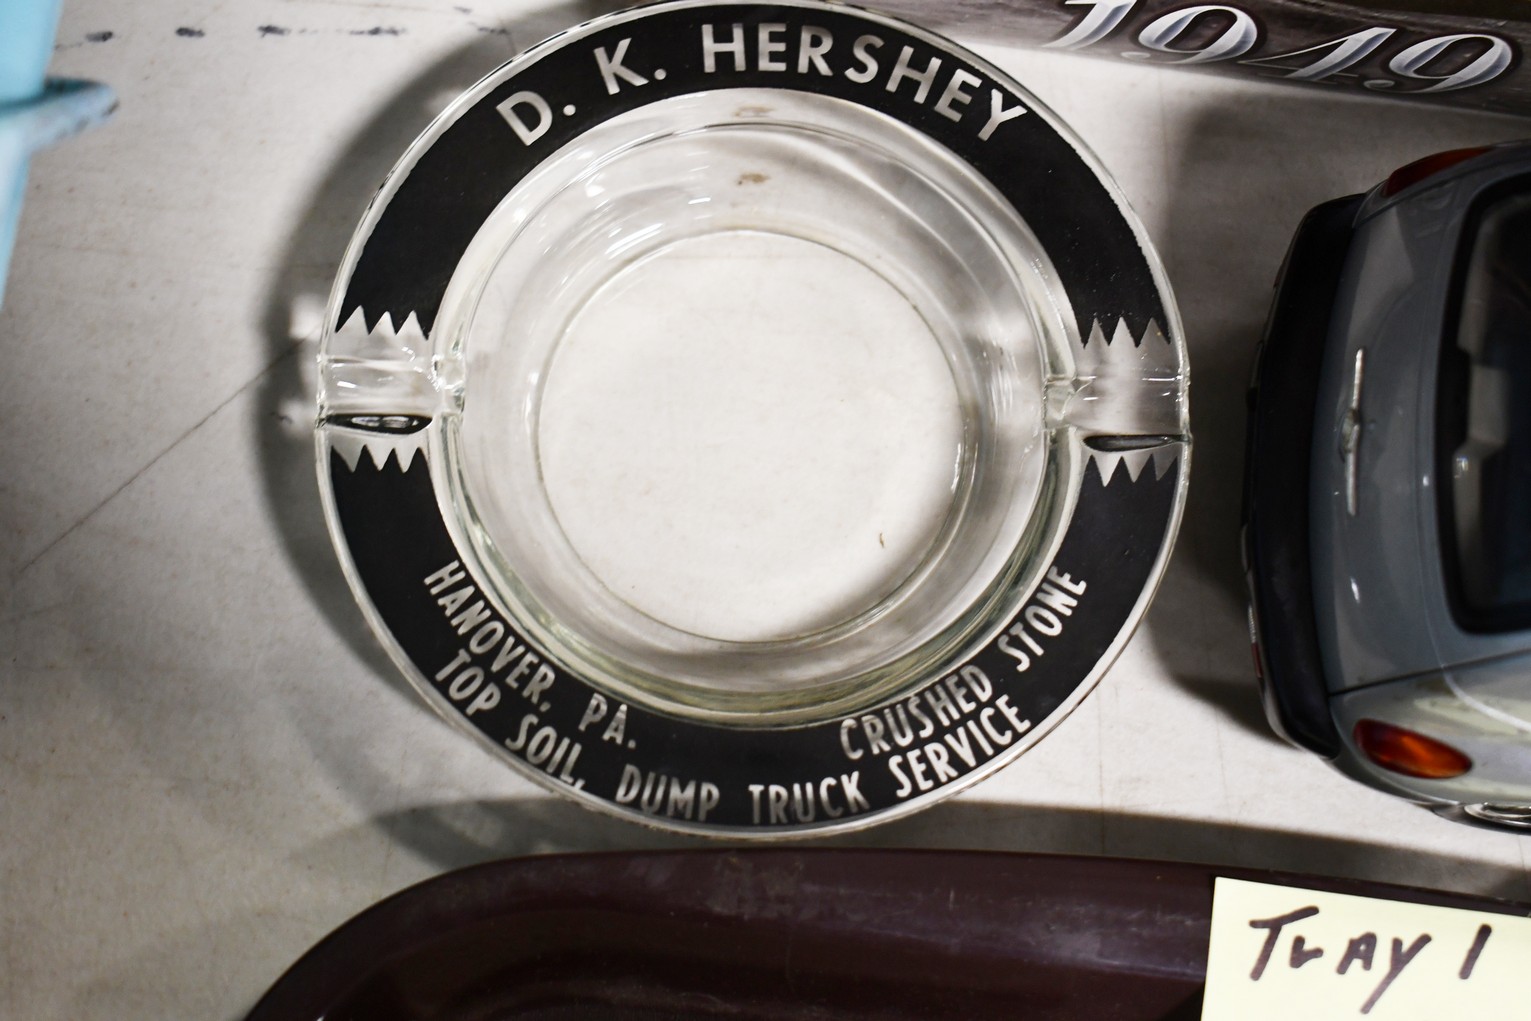 1949
D. K. HERSHEY
HANOVER, PA.
CRUSHED STONE
TOP SOIL, DUMP TRUCK SERVICE
TRAY 1